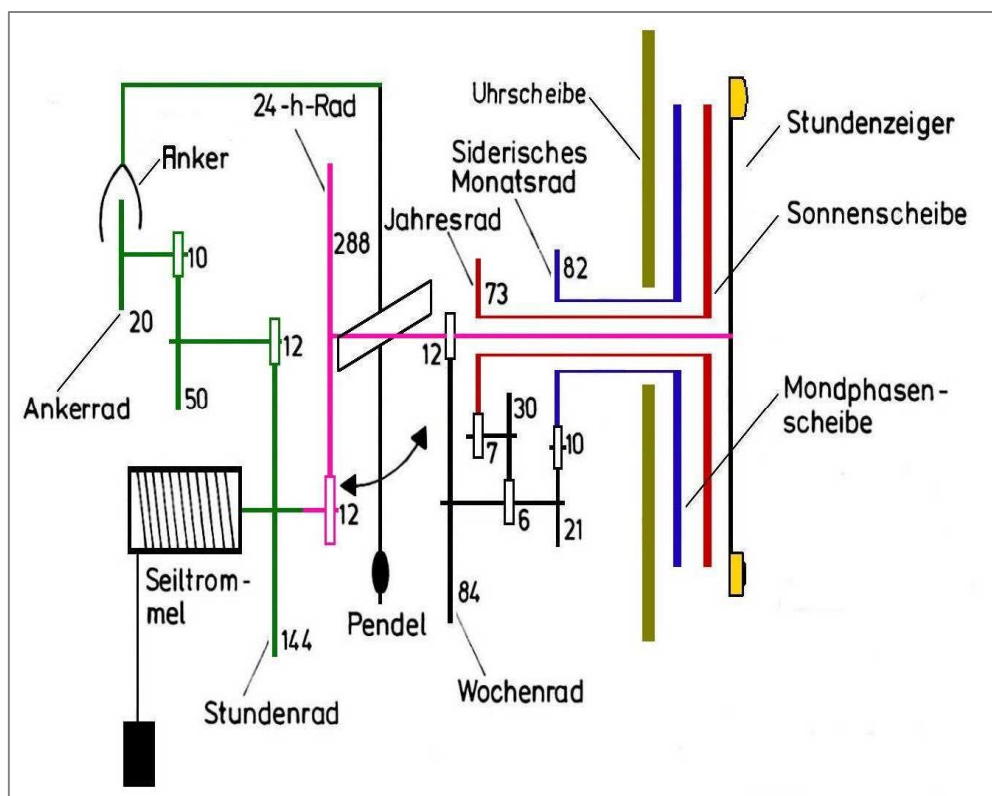 24-h-Rad
Anker
Uhrscheibe
Siderisches
Monatsrad
Jahresrad
Stundenzeiger
Sonnenscheibe
10
288
82
73
20
12
12
50
Ankerrad
30
10
7
Mondphasen-
scheibe
12
6
21
Seiltrom-
mel
Pendel
84
144
Stundenrad
Wochenrad